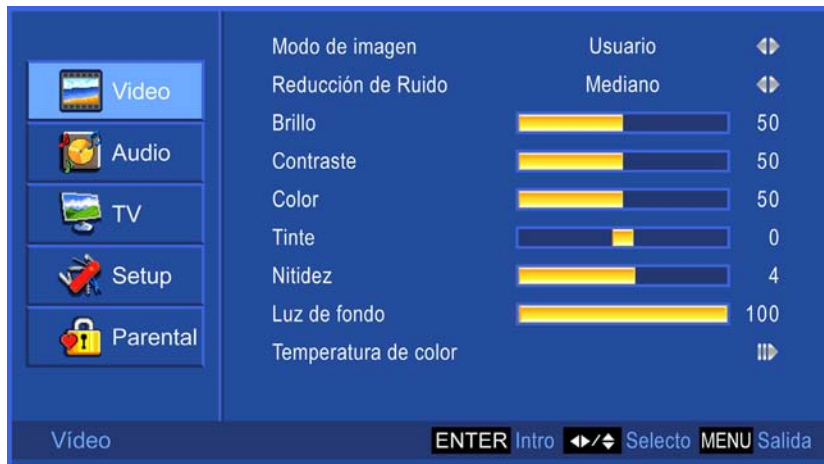 Video
Audio
TV
Setup
Parental
Modo de imagen Usuario
Reducción de Ruido Mediano
Brillo 50
Contraste 50
Color 50
Tinte 0
Nitidez 4
Luz de fondo 100
Temperatura de color
Vídeo ENTER Intro Selecto MENU Salida